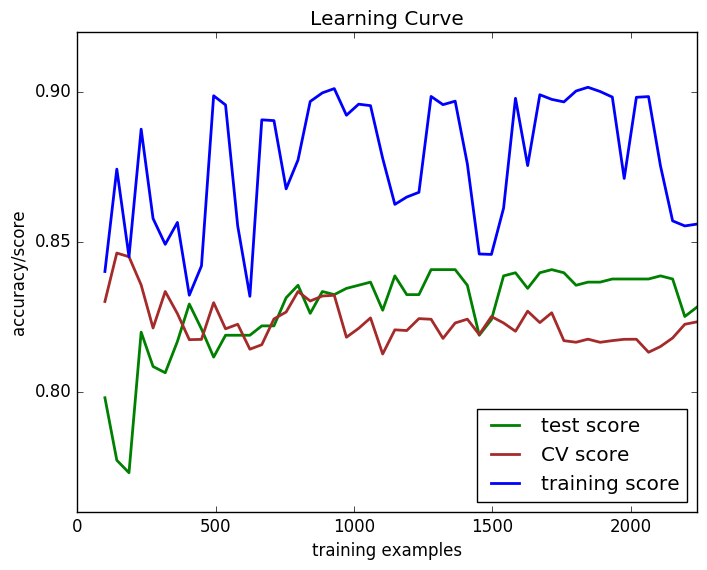 Learning Curve
accuracy/score
0.90
0.85
0.80
test score
CV score
training score
0
500
1000
1500
2000
training examples